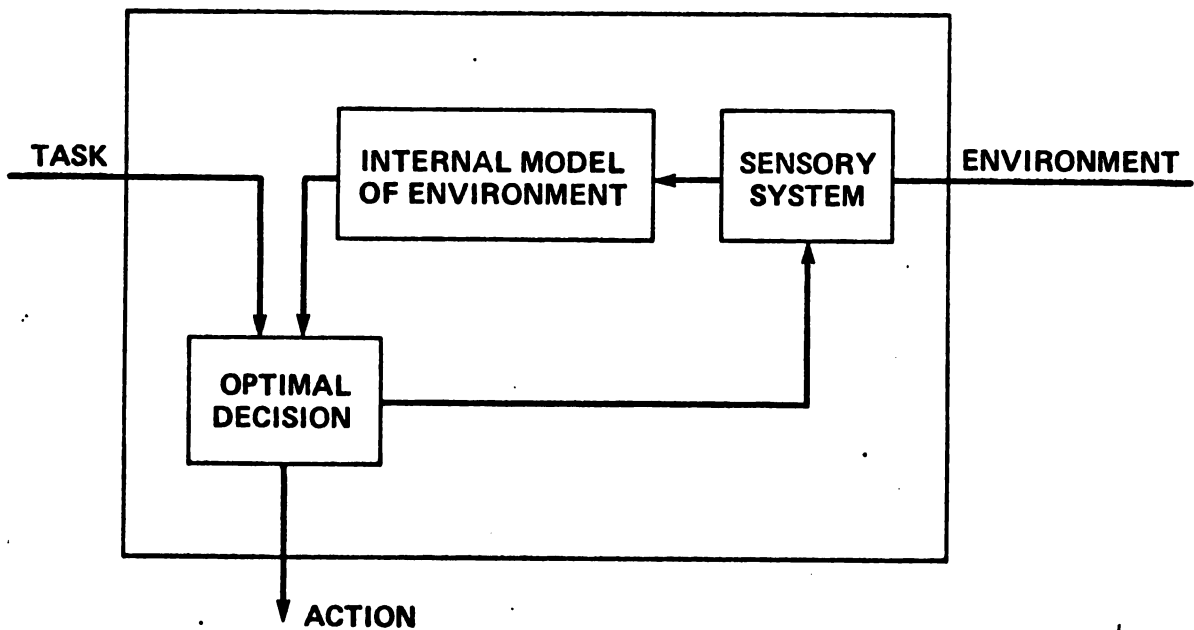 TASK
INTERNAL MODEL
OF ENVIRONMENT
SENSORY
SYSTEM
ENVIRONMENT
OPTIMAL
DECISION
ACTION